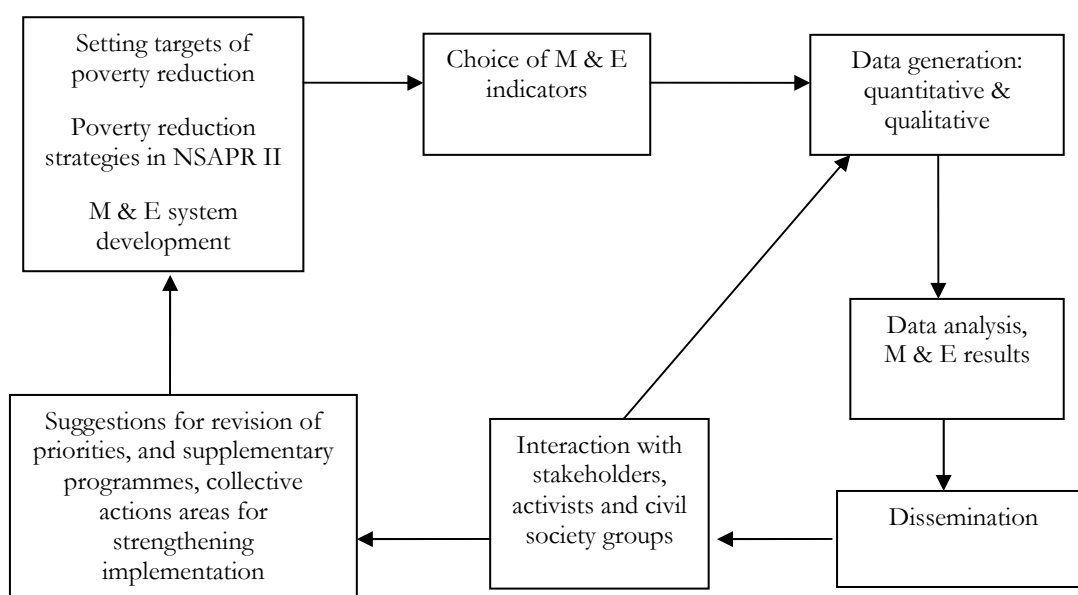 Setting targets of
poverty reduction
Poverty reduction
strategies in NSAPR II
M & E system
development
Choice of M & E
indicators
Data generation:
quantitative &
qualitative
Data analysis,
M & E results
Dissemination
Interaction with
stakeholders,
activists and civil
society groups
Suggestions for revision of
priorities, and supplementary
programmes, collective
actions areas for
strengthening
implementation